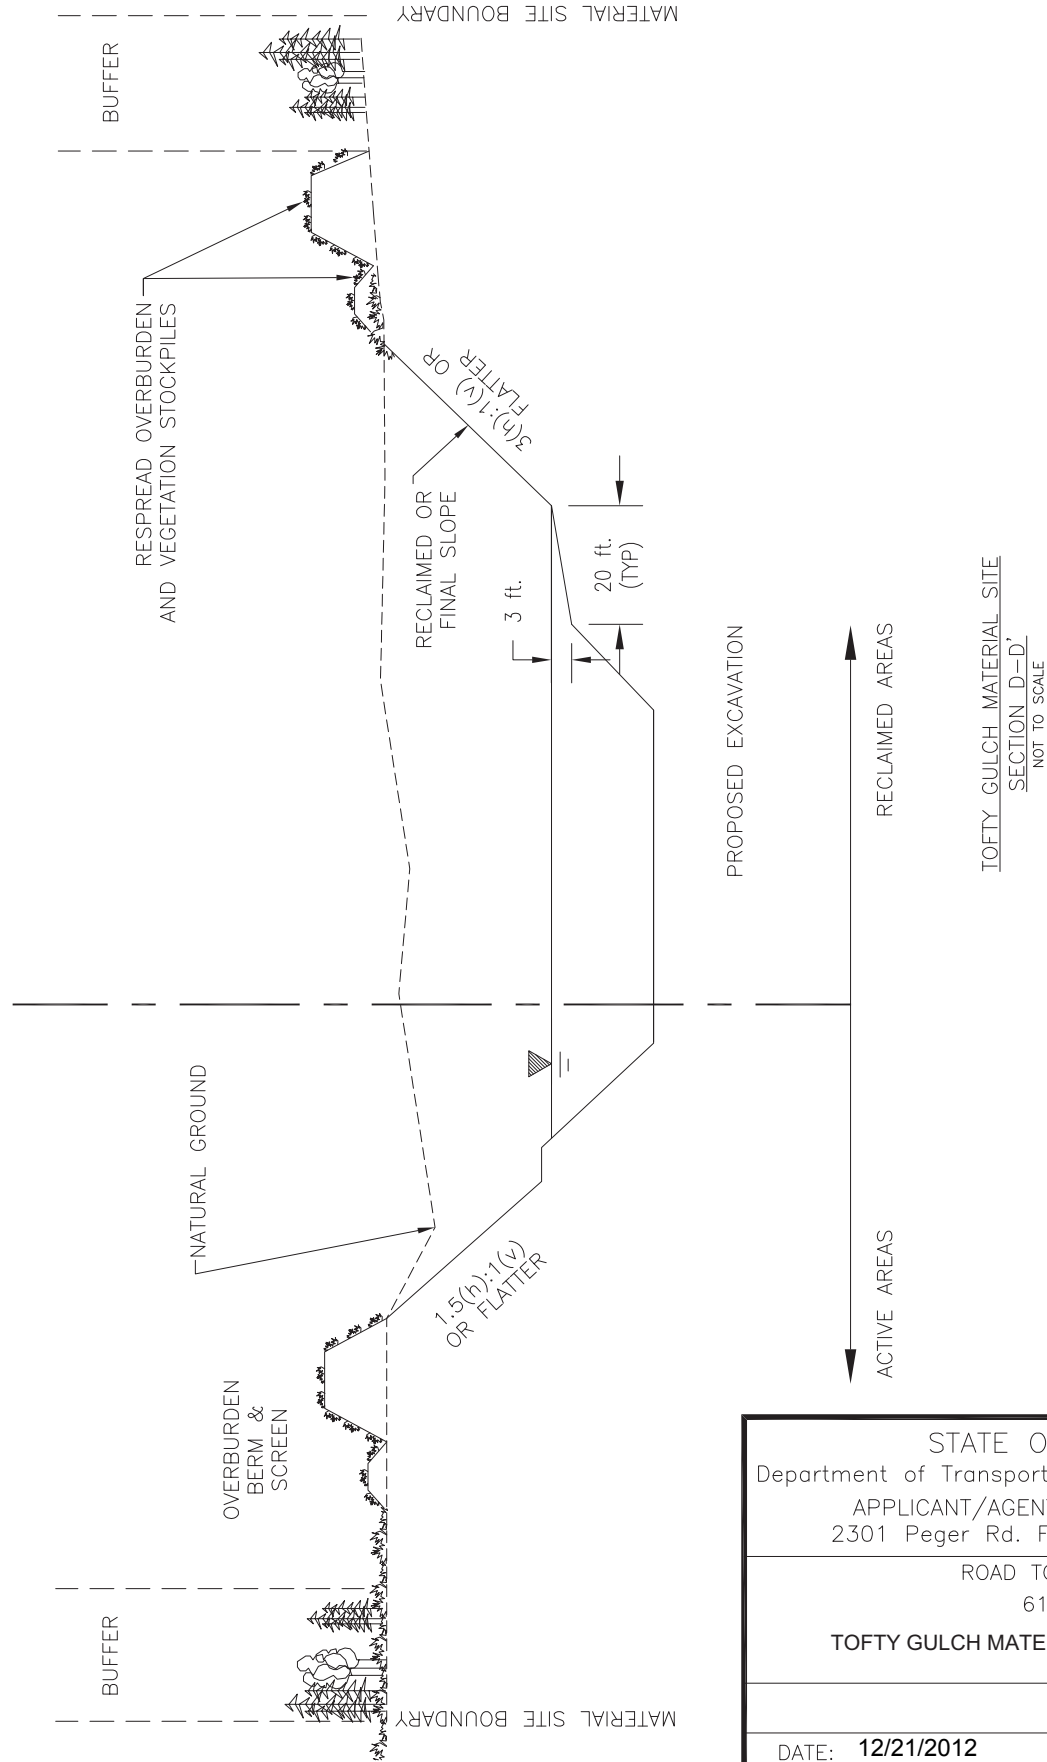 MATERIAL SITE BOUNDARY
BUFFER
RESPREAD OVERBURDEN
AND VEGETATION STOCKPILES
3(h):1(v) OR
FLATTER
RECLAIMED OR
FINAL SLOPE
3 ft.
20 ft.
(TYP)
PROPOSED EXCAVATION
RECLAIMED AREAS
TOFTY GULCH MATERIAL SITE
SECTION D-D'
NOT TO SCALE
NATURAL GROUND
1.5(h):1(v)
OR FLATTER
ACTIVE AREAS
OVERBURDEN
BERM &
SCREEN
BUFFER
MATERIAL SITE BOUNDARY
STATE O
Department of Transport
APPLICANT/AGEN
2301 Peger Rd. F
ROAD TO
61
TOFTY GULCH MATE
DATE: 12/21/2012